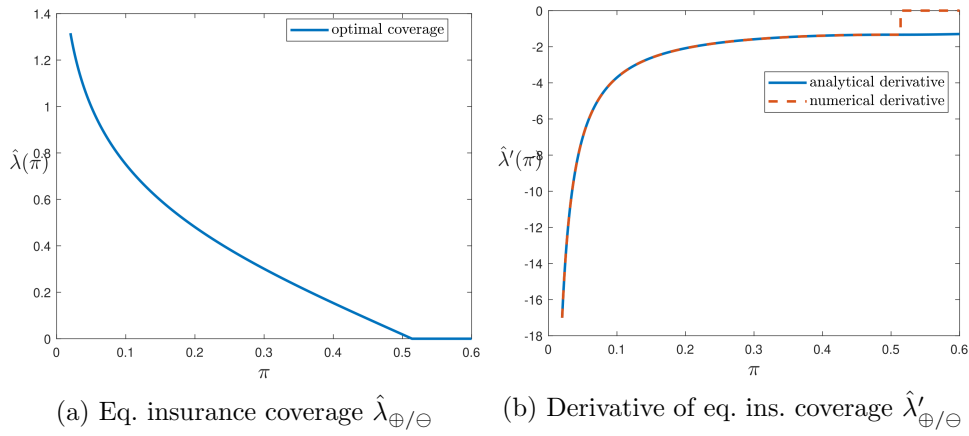 1.4
1.2
1
0.8
0.6
0.4
0.2
0
λ̂(π)
optimal coverage
0 0.1 0.2 0.3 0.4 0.5 0.6
π
(a) Eq. insurance coverage λ̂⊕/⊖
0
-2
-4
-6
-8
-10
-12
-14
-16
-18
λ̂′(π)
analytical derivative
numerical derivative
0 0.1 0.2 0.3 0.4 0.5 0.6
π
(b) Derivative of eq. ins. coverage λ̂′⊕/⊖